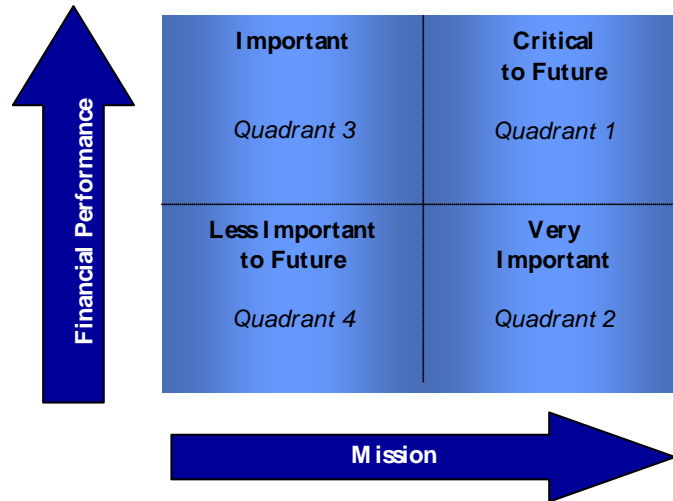 Financial Performance
Important
Quadrant 3
Critical
to Future
Quadrant 1
Less Important
to Future
Quadrant 4
Very
Important
Quadrant 2
Mission